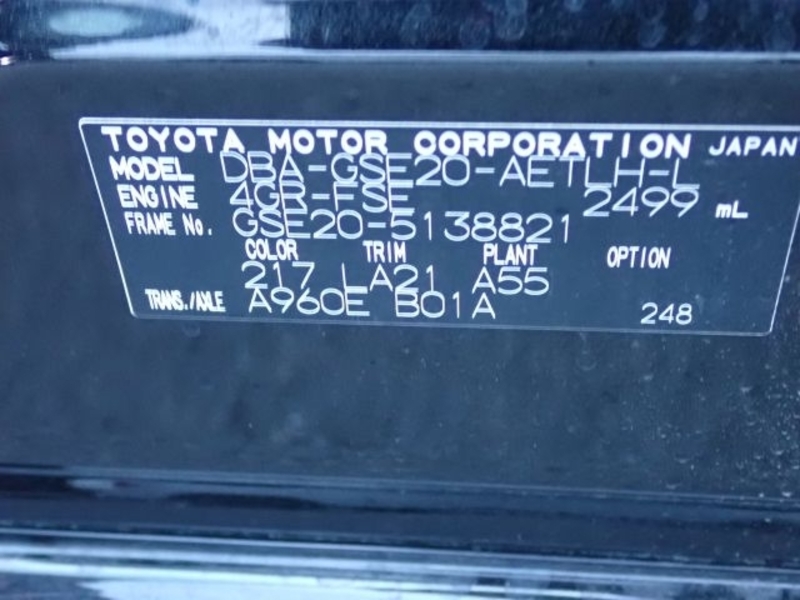 TOYOTA MOTOR CORPORATION JAPAN
MODEL DBA-GSE20-AETLH-L
ENGINE 4GR-FSE 2499 mL
FRAME No. GSE20-5138821
COLOR TRIM PLANT OPTION
217 LA21 A55
TRANS./AXLE A960E B01A 248